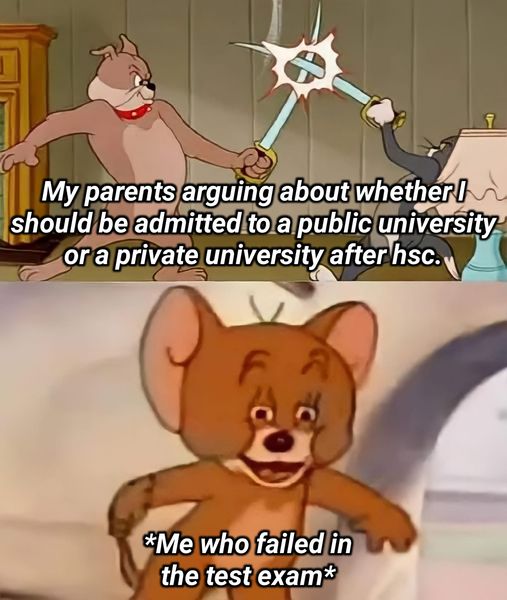 My parents arguing about whether I
should be admitted to a public university
or a private university after hsc.
*Me who failed in
the test exam*